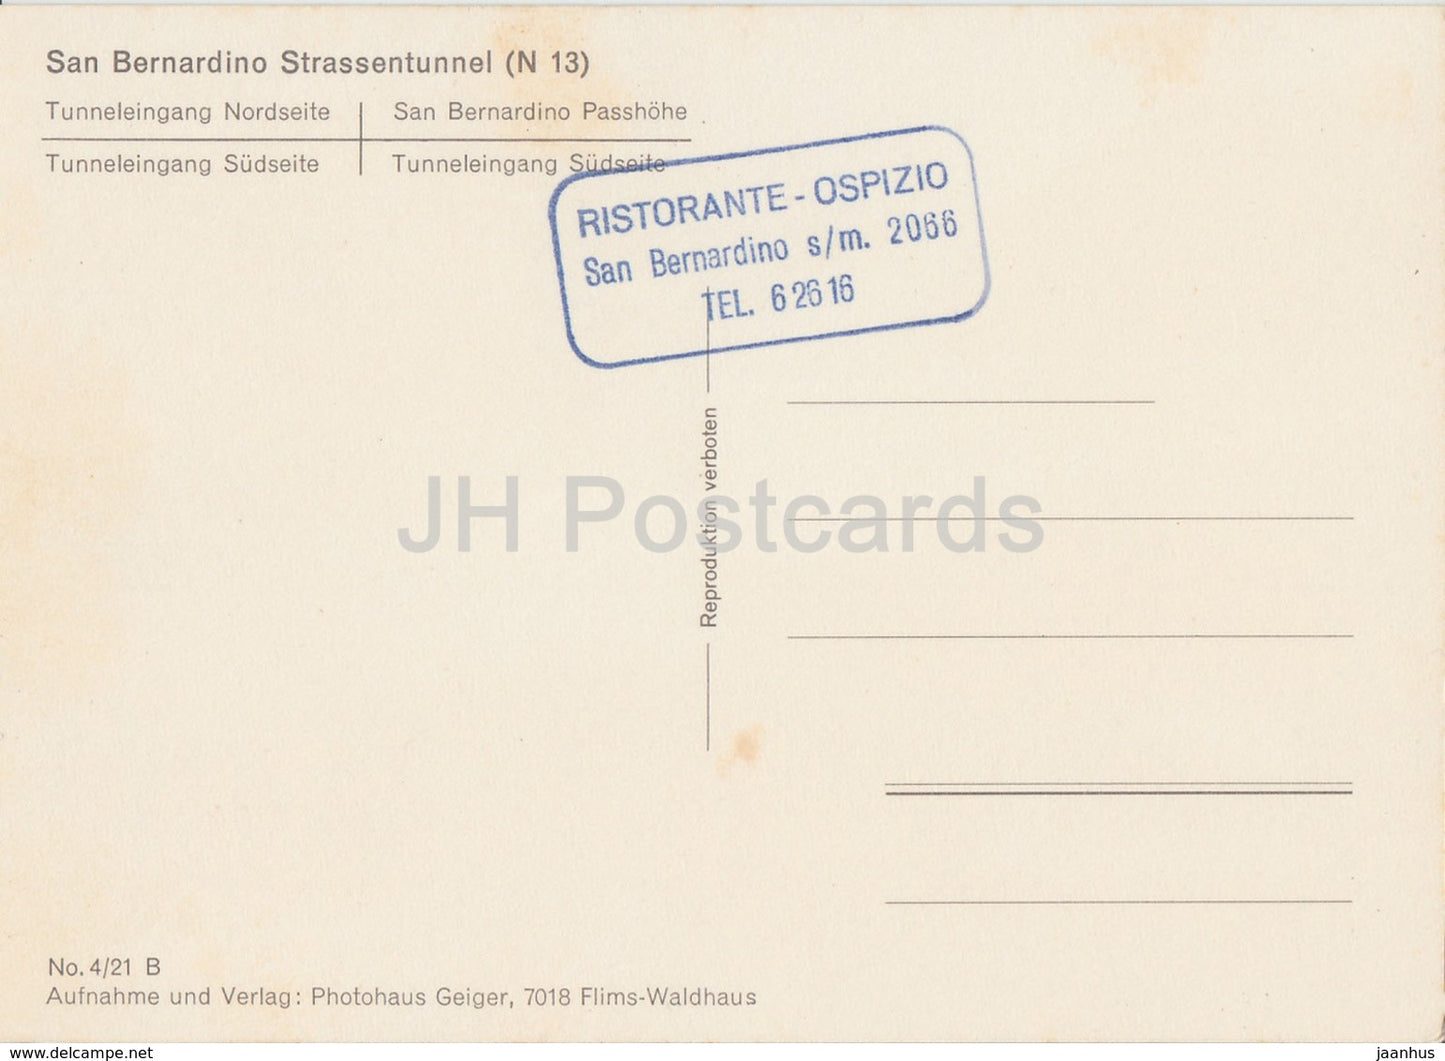 San Bernardino Strassentunnel (N 13)
Tunneleingang Nordseite San Bernardino Passhöhe
Tunneleingang Südseite Tunneleingang Südseite
RISTORANTE - OSPIZIO
San Bernardino s/m. 2066
TEL. 6 26 16
Reproduktion verboten
JH Postcards
No. 4/21 B
Aufnahme und Verlag: Photohaus Geiger, 7018 Flims-Waldhaus
www.delcampe.net
jaanhus